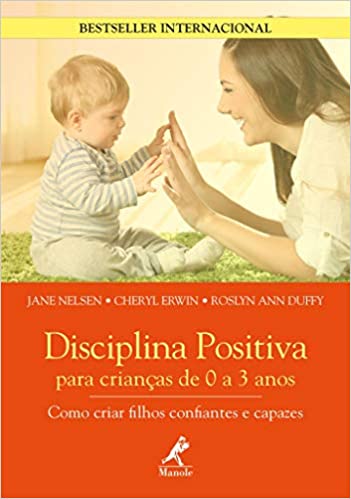 BESTSELLER INTERNACIONAL
JANE NELSEN • CHERYL ERWIN • ROSLYN ANN DUFFY
Disciplina Positiva
para crianças de 0 a 3 anos
Como criar filhos confiantes e capazes
Manole